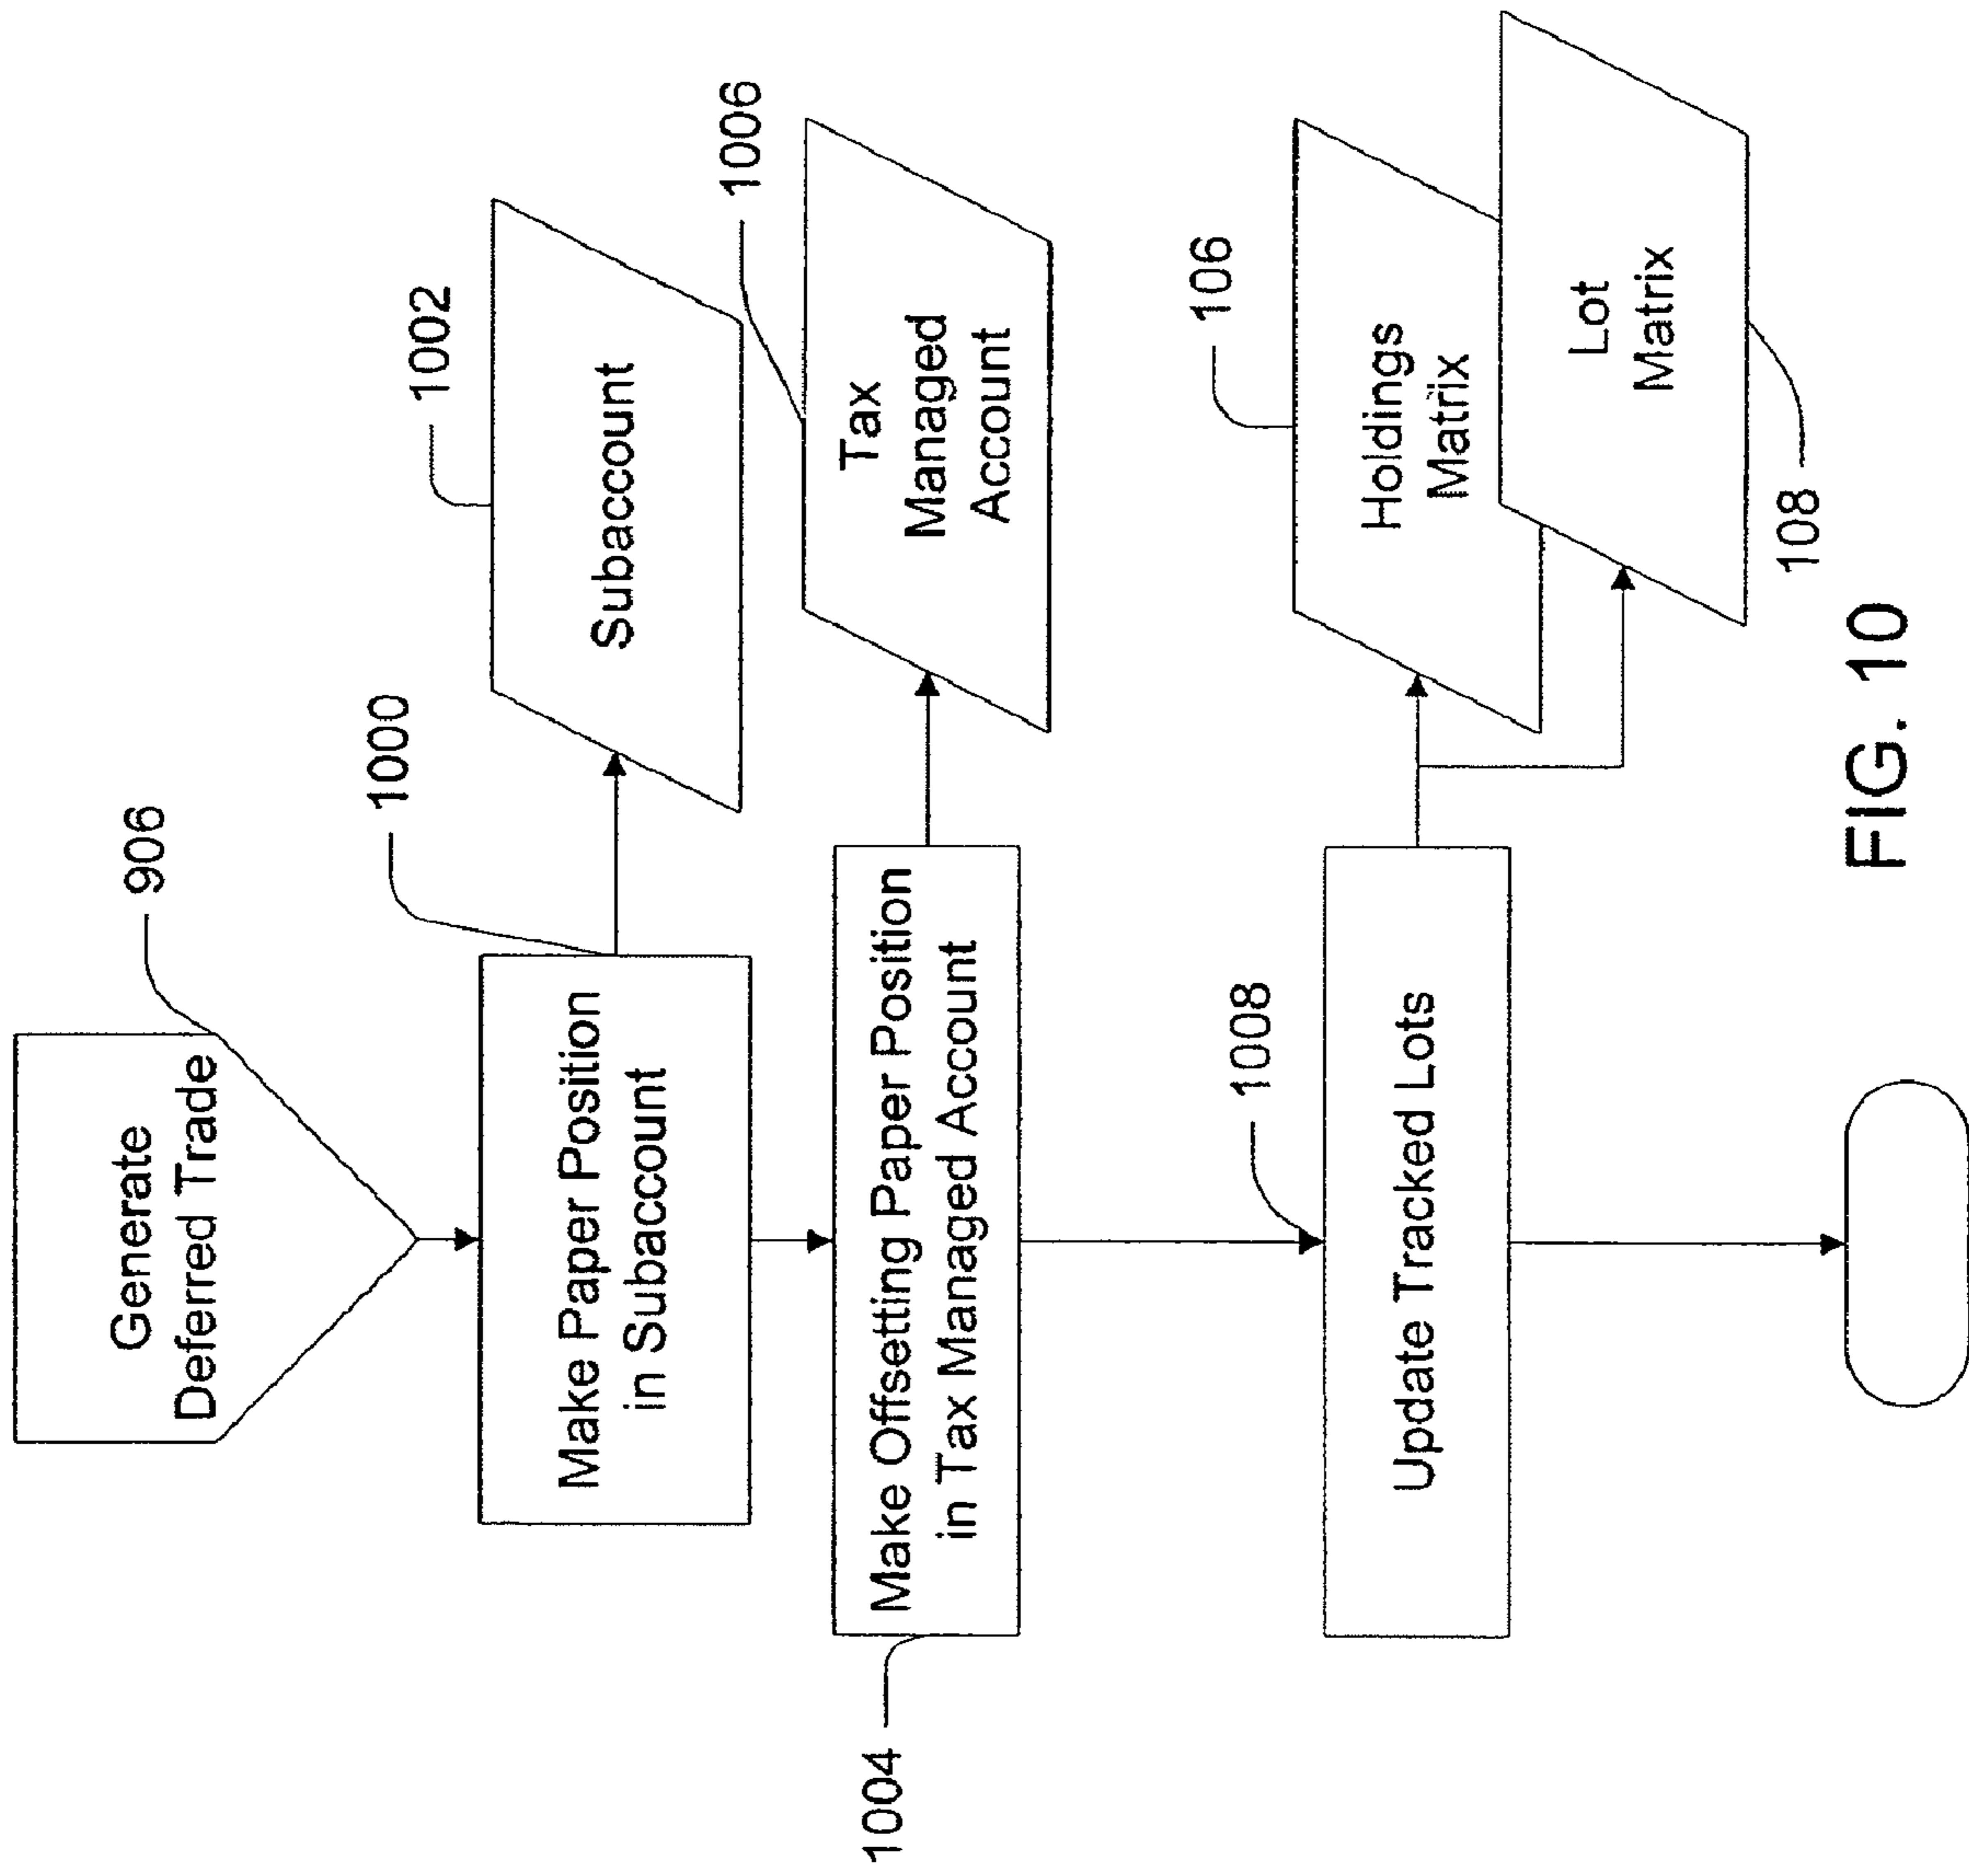 Generate
Deferred Trade
906
Make Paper Position
in Subaccount
1000
Subaccount
1002
Make Offsetting Paper Position
in Tax Managed Account
1004
Tax
Managed
Account
1006
Update Tracked Lots
1008
Holdings
Matrix
106
Lot
Matrix
108
FIG. 10